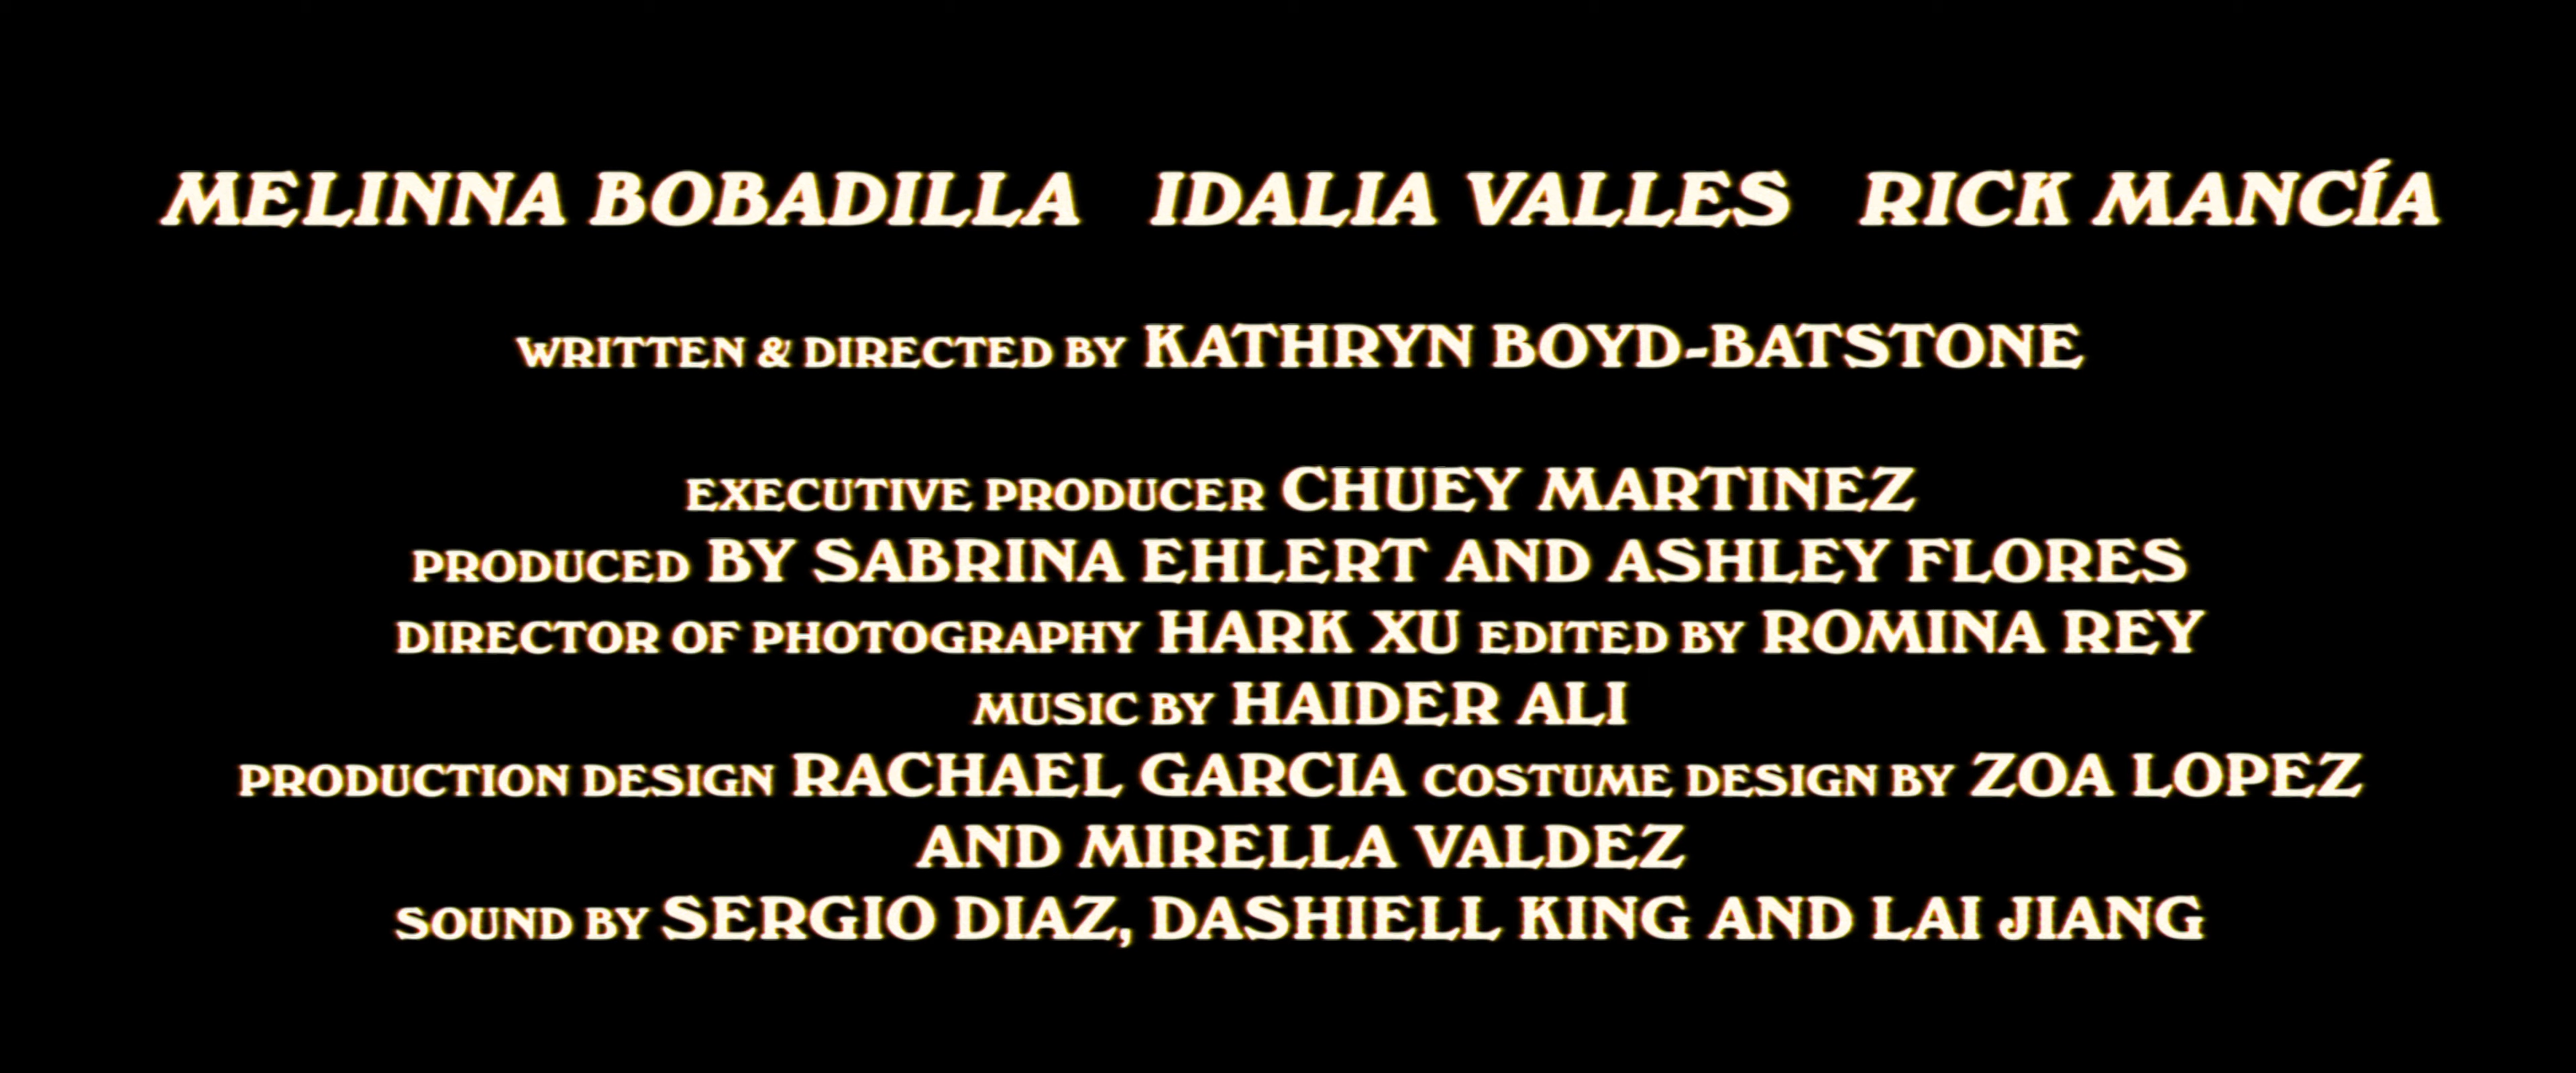 MELINNA BOBADILLA IDALIA VALLES RICK MANCÍA
WRITTEN & DIRECTED BY KATHRYN BOYD-BATSTONE
EXECUTIVE PRODUCER CHUEY MARTINEZ
PRODUCED BY SABRINA EHLERT AND ASHLEY FLORES
DIRECTOR OF PHOTOGRAPHY HARK XU EDITED BY ROMINA REY
MUSIC BY HAIDER ALI
PRODUCTION DESIGN RACHAEL GARCIA COSTUME DESIGN BY ZOA LOPEZ
AND MIRELLA VALDEZ
SOUND BY SERGIO DIAZ, DASHIELL KING AND LAI JIANG